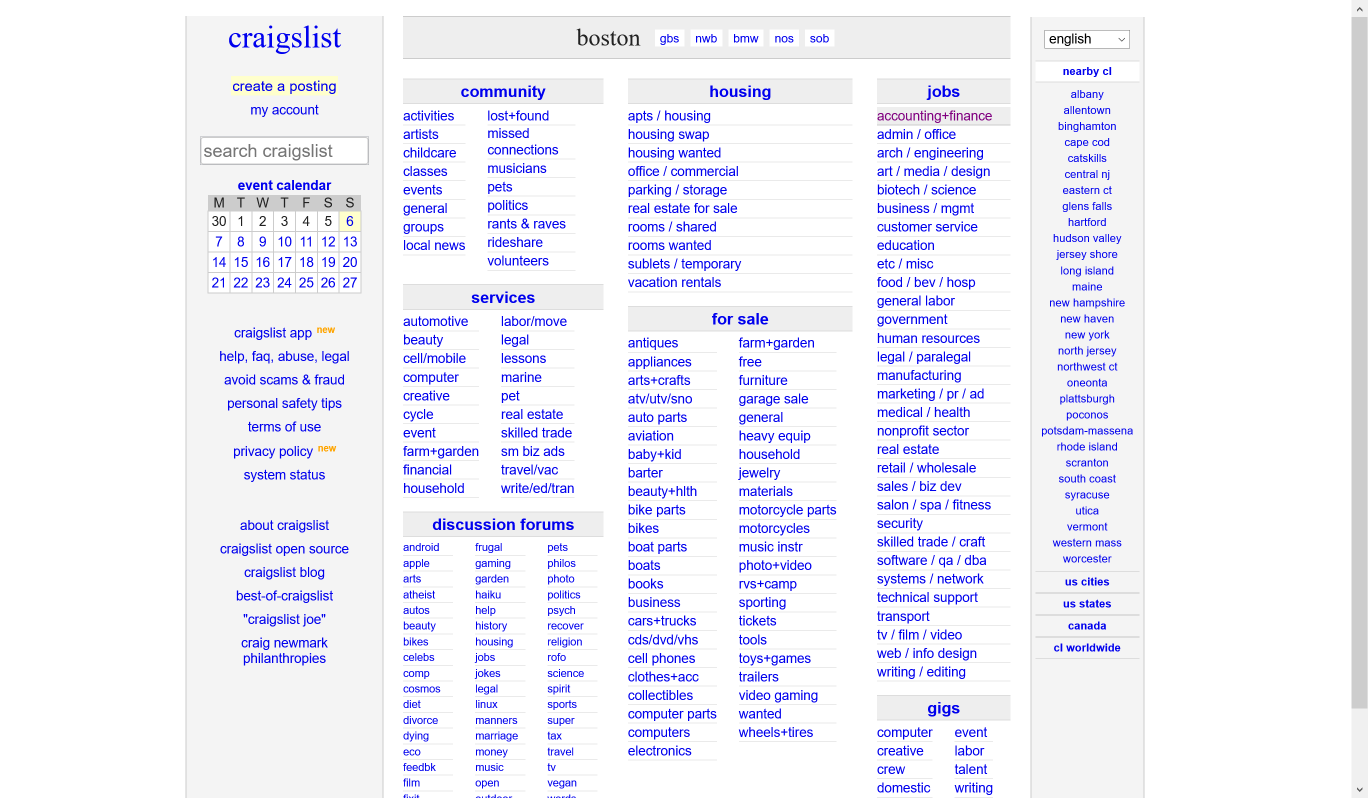 craigslist
create a posting
my account
search craigslist
event calendar
M T W T F S S
30 1 2 3 4 5 6
7 8 9 10 11 12 13
14 15 16 17 18 19 20
21 22 23 24 25 26 27
craigslist app new
help, faq, abuse, legal
avoid scams & fraud
personal safety tips
terms of use
privacy policy new
system status
about craigslist
craigslist open source
craigslist blog
best-of-craigslist
"craigslist joe"
craig newmark
philanthropies
boston gbs nwb bmw nos sob
community
activities
artists
childcare
classes
events
general
groups
local news
lost+found
missed
connections
musicians
pets
politics
rants & raves
rideshare
volunteers
services
automotive
beauty
cell/mobile
computer
creative
cycle
event
farm+garden
financial
household
labor/move
legal
lessons
marine
pet
real estate
skilled trade
sm biz ads
travel/vac
write/ed/tran
discussion forums
android
apple
arts
atheist
autos
beauty
bikes
celebs
comp
cosmos
diet
divorce
dying
eco
feedbk
film
fixit
frugal
gaming
garden
haiku
help
history
housing
jobs
jokes
legal
linux
manners
marriage
money
music
open
outdoor
pets
philos
photo
politics
psych
recover
religion
rofo
science
spirit
sports
super
tax
travel
tv
vegan
words
housing
apts / housing
housing swap
housing wanted
office / commercial
parking / storage
real estate for sale
rooms / shared
rooms wanted
sublets / temporary
vacation rentals
for sale
antiques
appliances
arts+crafts
atv/utv/sno
auto parts
aviation
baby+kid
barter
beauty+hlth
bike parts
bikes
boat parts
boats
books
business
cars+trucks
cds/dvd/vhs
cell phones
clothes+acc
collectibles
computer parts
computers
electronics
farm+garden
free
furniture
garage sale
general
heavy equip
household
jewelry
materials
motorcycle parts
motorcycles
music instr
photo+video
rvs+camp
sporting
tickets
tools
toys+games
trailers
video gaming
wanted
wheels+tires
jobs
accounting+finance
admin / office
arch / engineering
art / media / design
biotech / science
business / mgmt
customer service
education
etc / misc
food / bev / hosp
general labor
government
human resources
legal / paralegal
manufacturing
marketing / pr / ad
medical / health
nonprofit sector
real estate
retail / wholesale
sales / biz dev
salon / spa / fitness
security
skilled trade / craft
software / qa / dba
systems / network
technical support
transport
tv / film / video
web / info design
writing / editing
gigs
computer
creative
crew
domestic
event
labor
talent
writing
english
nearby cl
albany
allentown
binghamton
cape cod
catskills
central nj
eastern ct
glens falls
hartford
hudson valley
jersey shore
long island
maine
new hampshire
new haven
new york
north jersey
northwest ct
oneonta
plattsburgh
poconos
potsdam-massena
rhode island
scranton
south coast
syracuse
utica
vermont
western mass
worcester
us cities
us states
canada
cl worldwide